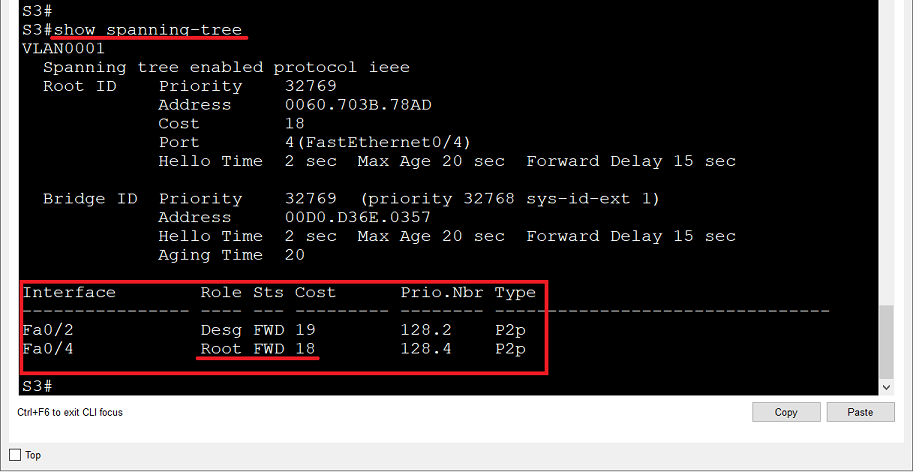 S3#
S3#show spanning-tree
VLAN0001
  Spanning tree enabled protocol ieee
  Root ID    Priority    32769
             Address     0060.703B.78AD
             Cost        18
             Port        4(FastEthernet0/4)
             Hello Time  2 sec  Max Age 20 sec  Forward Delay 15 sec

  Bridge ID  Priority    32769  (priority 32768 sys-id-ext 1)
             Address     00D0.D36E.0357
             Hello Time  2 sec  Max Age 20 sec  Forward Delay 15 sec
             Aging Time  20

Interface        Role Sts Cost      Prio.Nbr Type
---------------- ---- --- --------- -------- --------------------------------
Fa0/2            Desg FWD 19        128.2    P2p
Fa0/4            Root FWD 18        128.4    P2p

S3#
Ctrl+F6 to exit CLI focus
Copy
Paste
Top